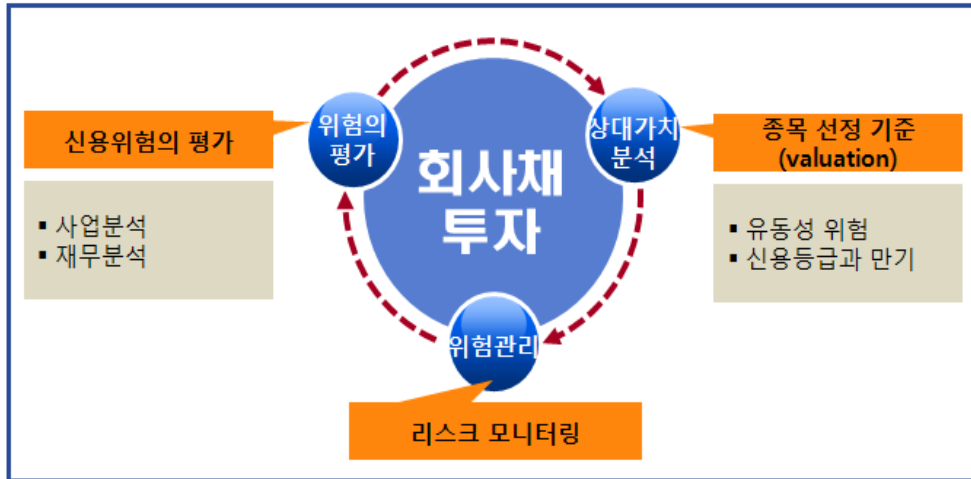 신용위험의 평가
▪ 사업분석
▪ 재무분석
위험의
평가
회사채
투자
상대가치
분석
종목 선정 기준
(valuation)
▪ 유동성 위험
▪ 신용등급과 만기
위험관리
리스크 모니터링